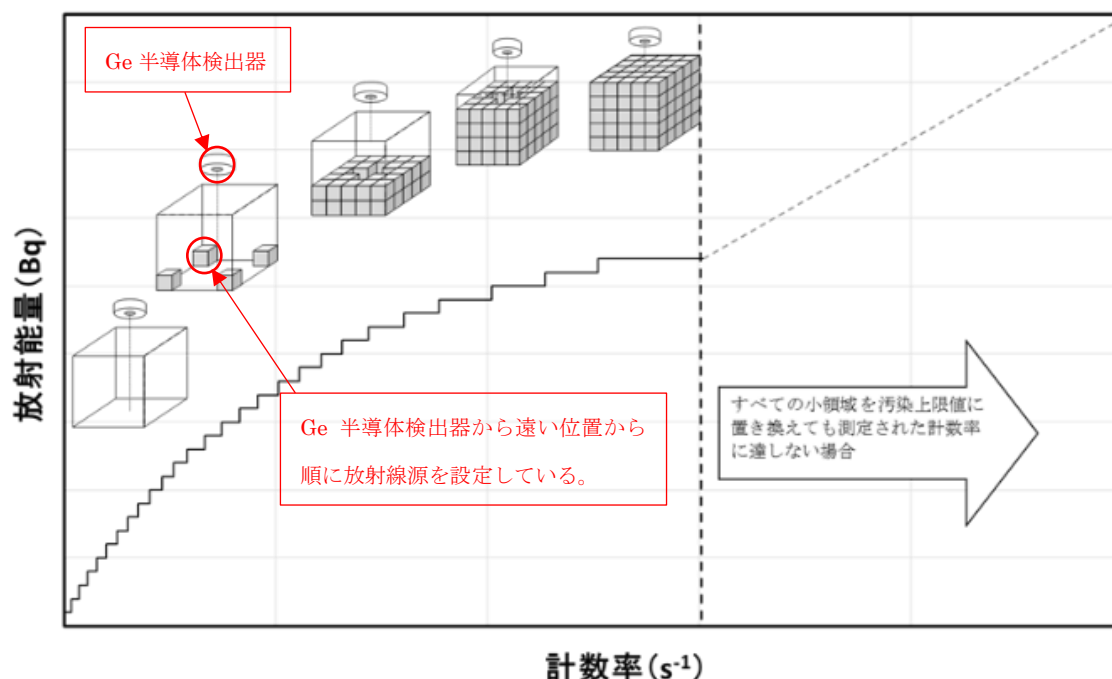 Ge 半導体検出器
放射能量(Bq)
Ge 半導体検出器から遠い位置から
順に放射線源を設定している。
すべての小領域を汚染上限値に
置き換えても測定された計数率
に達しない場合
計数率(s⁻¹)